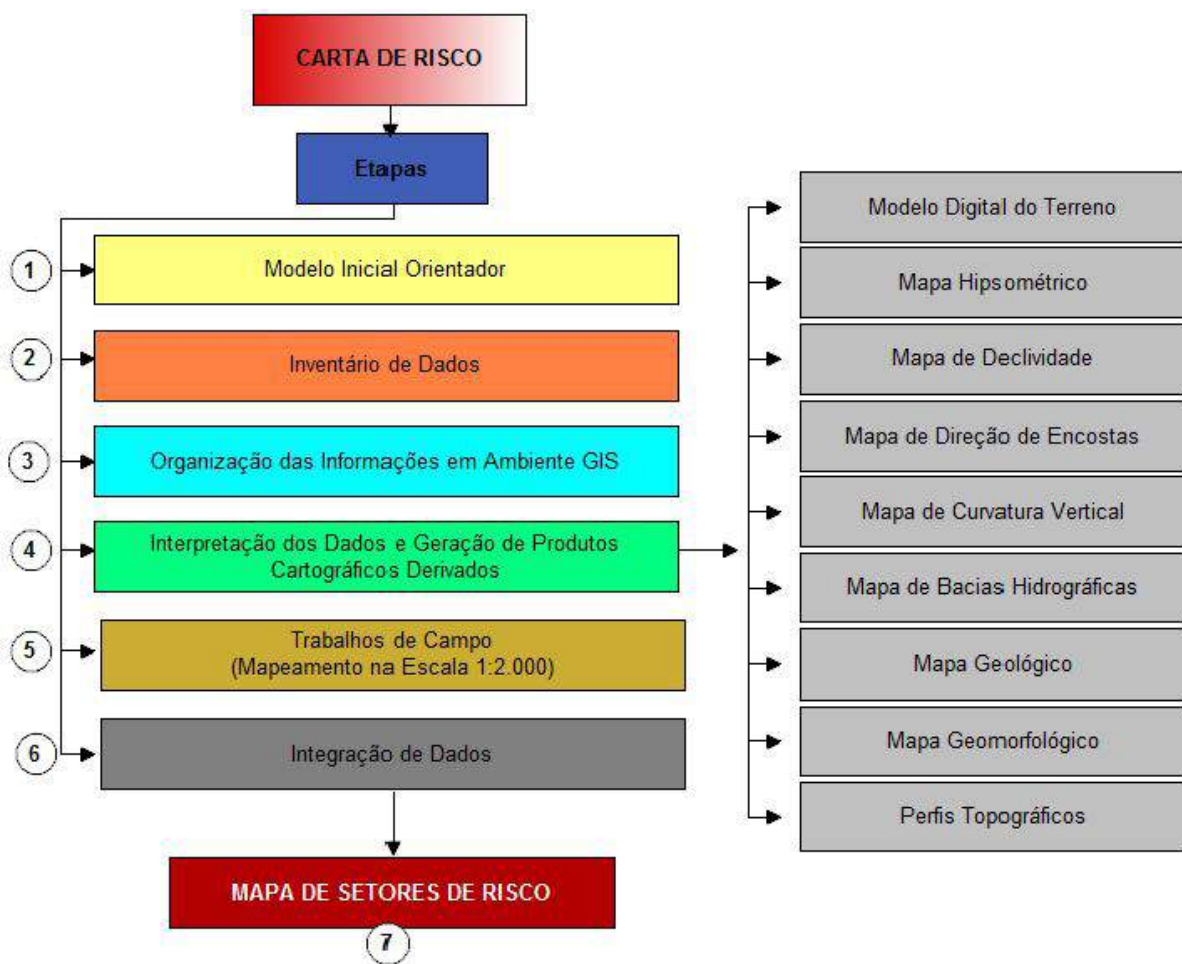 CARTA DE RISCO
Etapas
1
Modelo Inicial Orientador
2
Inventário de Dados
3
Organização das Informações em Ambiente GIS
4
Interpretação dos Dados e Geração de Produtos
Cartográficos Derivados
5
Trabalhos de Campo
(Mapeamento na Escala 1:2.000)
6
Integração de Dados
MAPA DE SETORES DE RISCO
7
Modelo Digital do Terreno
Mapa Hipsométrico
Mapa de Declividade
Mapa de Direção de Encostas
Mapa de Curvatura Vertical
Mapa de Bacias Hidrográficas
Mapa Geológico
Mapa Geomorfológico
Perfis Topográficos